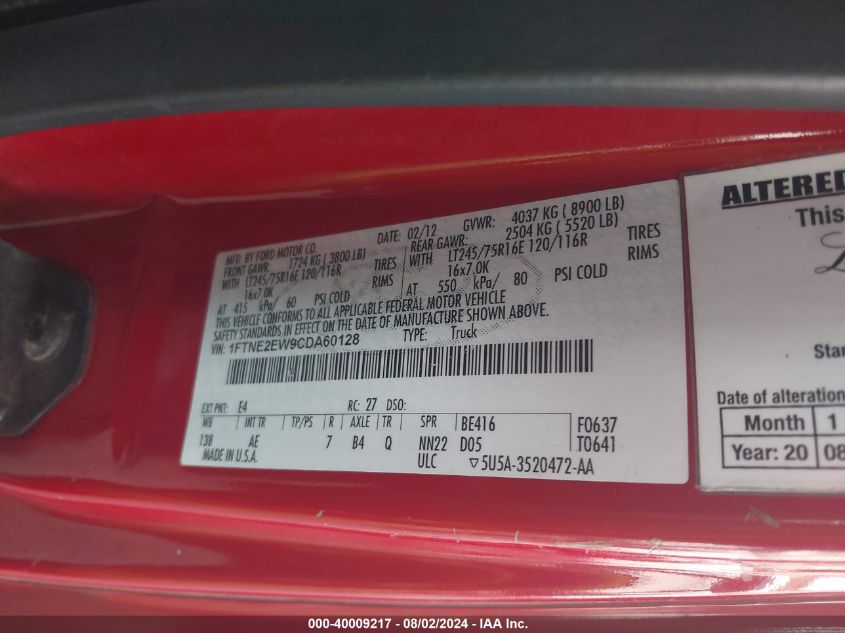 MFD. BY FORD MOTOR CO.
DATE: 02/12 GVWR: 4037 KG ( 8900 LB)
FRONT GAWR: 1724 KG ( 3800 LB) REAR GAWR: 2504 KG ( 5520 LB)
WITH LT245/75R16E 120/116R TIRES WITH LT245/75R16E 120/116R TIRES
16x7.0K RIMS 16x7.0K RIMS
AT 415 kPa/ 60 PSI COLD AT 550 kPa/ 80 PSI COLD
THIS VEHICLE CONFORMS TO ALL APPLICABLE FEDERAL MOTOR VEHICLE
SAFETY STANDARDS IN EFFECT ON THE DATE OF MANUFACTURE SHOWN ABOVE.
VIN: 1FTNE2EW9CDA60128 TYPE: Truck
EXT PNT: E4 RC: 27 DSO:
WB INT TR TP/PS R AXLE TR SPR BE416 F0637
138 AE 7 B4 Q NN22 D05 T0641
MADE IN U.S.A. ULC ▽5U5A-3520472-AA
ALTERED
This
Date of alteration
Month 1
Year: 20 08
000-40009217 - 08/02/2024 - IAA Inc.